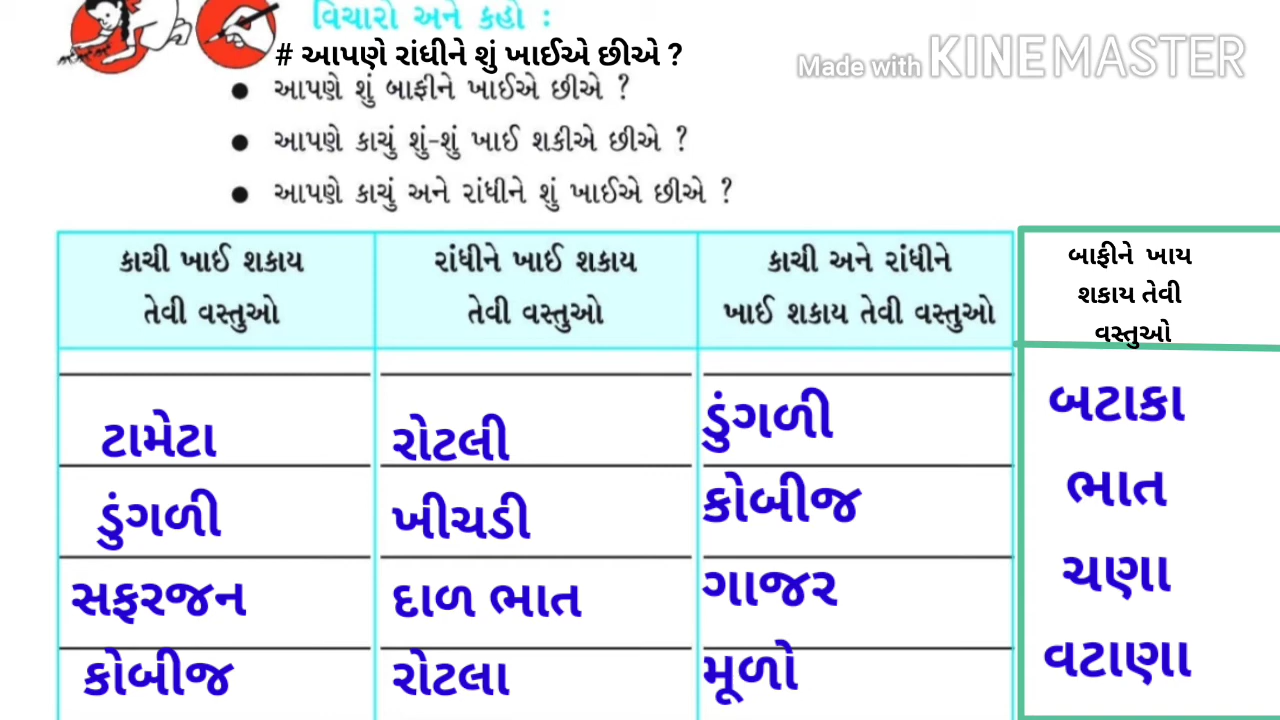 વિચારો અને કહો :
# આપણે રાંધીને શું ખાઈએ છીએ ?
Made with KINEMASTER
● આપણે શું બાફીને ખાઈએ છીએ ?
● આપણે કાચું શું-શું ખાઈ શકીએ છીએ ?
● આપણે કાચું અને રાંધીને શું ખાઈએ છીએ ?
કાચી ખાઈ શકાય
તેવી વસ્તુઓ
ટામેટા
ડુંગળી
સફરજન
કોબીજ
રાંધીને ખાઈ શકાય
તેવી વસ્તુઓ
રોટલી
ખીચડી
દાળ ભાત
રોટલા
કાચી અને રાંધીને
ખાઈ શકાય તેવી વસ્તુઓ
ડુંગળી
કોબીજ
ગાજર
મૂળો
બાફીને ખાય
શકાય તેવી
વસ્તુઓ
બટાકા
ભાત
ચણા
વટાણા